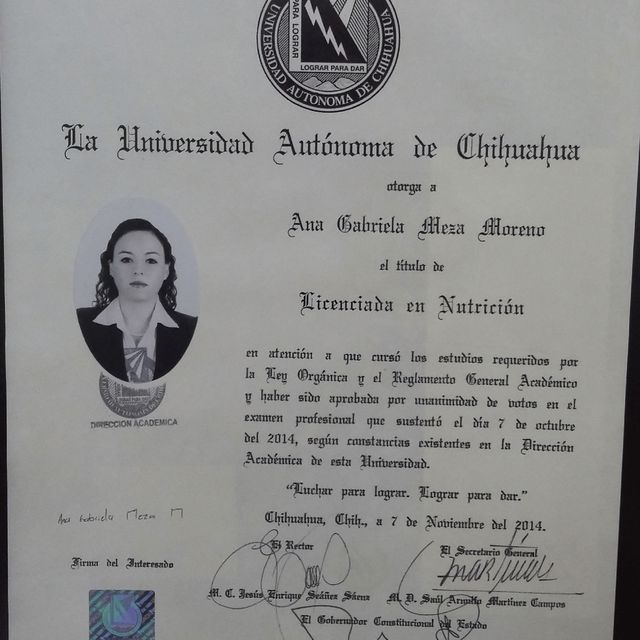 PARA LOGRAR
LOGRAR PARA DAR
UNIVERSIDAD AUTONOMA DE CHIHUAHUA
La Universidad Autónoma de Chihuahua
otorga a
Ana Gabriela Meza Moreno
el título de
Licenciada en Nutrición
en atención a que cursó los estudios requeridos por
la Ley Orgánica y el Reglamento General Académico
y haber sido aprobada por unanimidad de votos en el
examen profesional que sustentó el día 7 de octubre
del 2014, según constancias existentes en la Dirección
Académica de esta Universidad.
DIRECCION ACADEMICA
"Luchar para lograr. Lograr para dar."
Chihuahua, Chih., a 7 de Noviembre del 2014.
Ana Gabriela Meza M
Firma del Interesado
El Rector
El Secretario General
M. C. Jesús Enrique Seáñez Sáenz
M. D. Saúl Arnulfo Martínez Campos
El Gobernador Constitucional del Estado